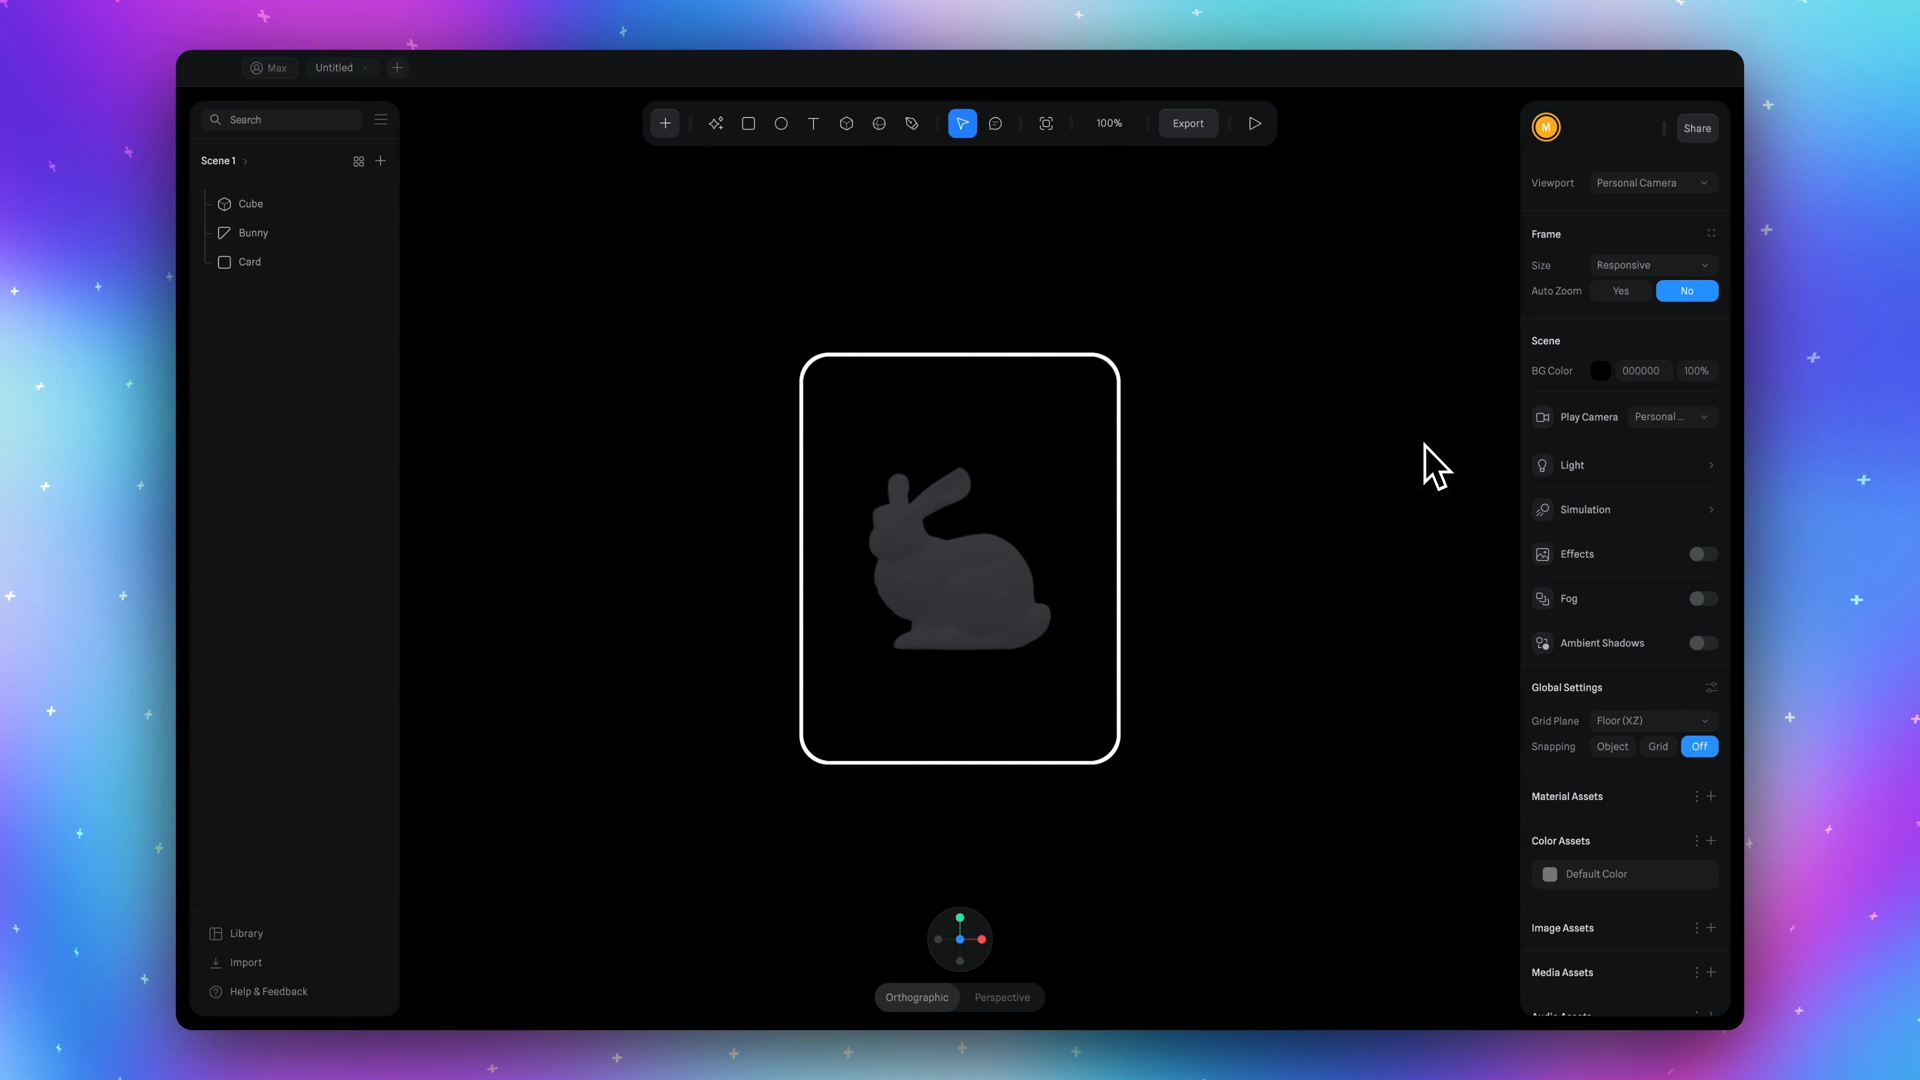 Max
Untitled
Search
Scene 1
Cube
Bunny
Card
Library
Import
Help & Feedback
T
100%
Export
Orthographic
Perspective
M
Share
Viewport
Personal Camera
Frame
Size
Responsive
Auto Zoom
Yes
No
Scene
BG Color
000000
100%
Play Camera
Personal ...
Light
Simulation
Effects
Fog
Ambient Shadows
Global Settings
Grid Plane
Floor (XZ)
Snapping
Object
Grid
Off
Material Assets
Color Assets
Default Color
Image Assets
Media Assets